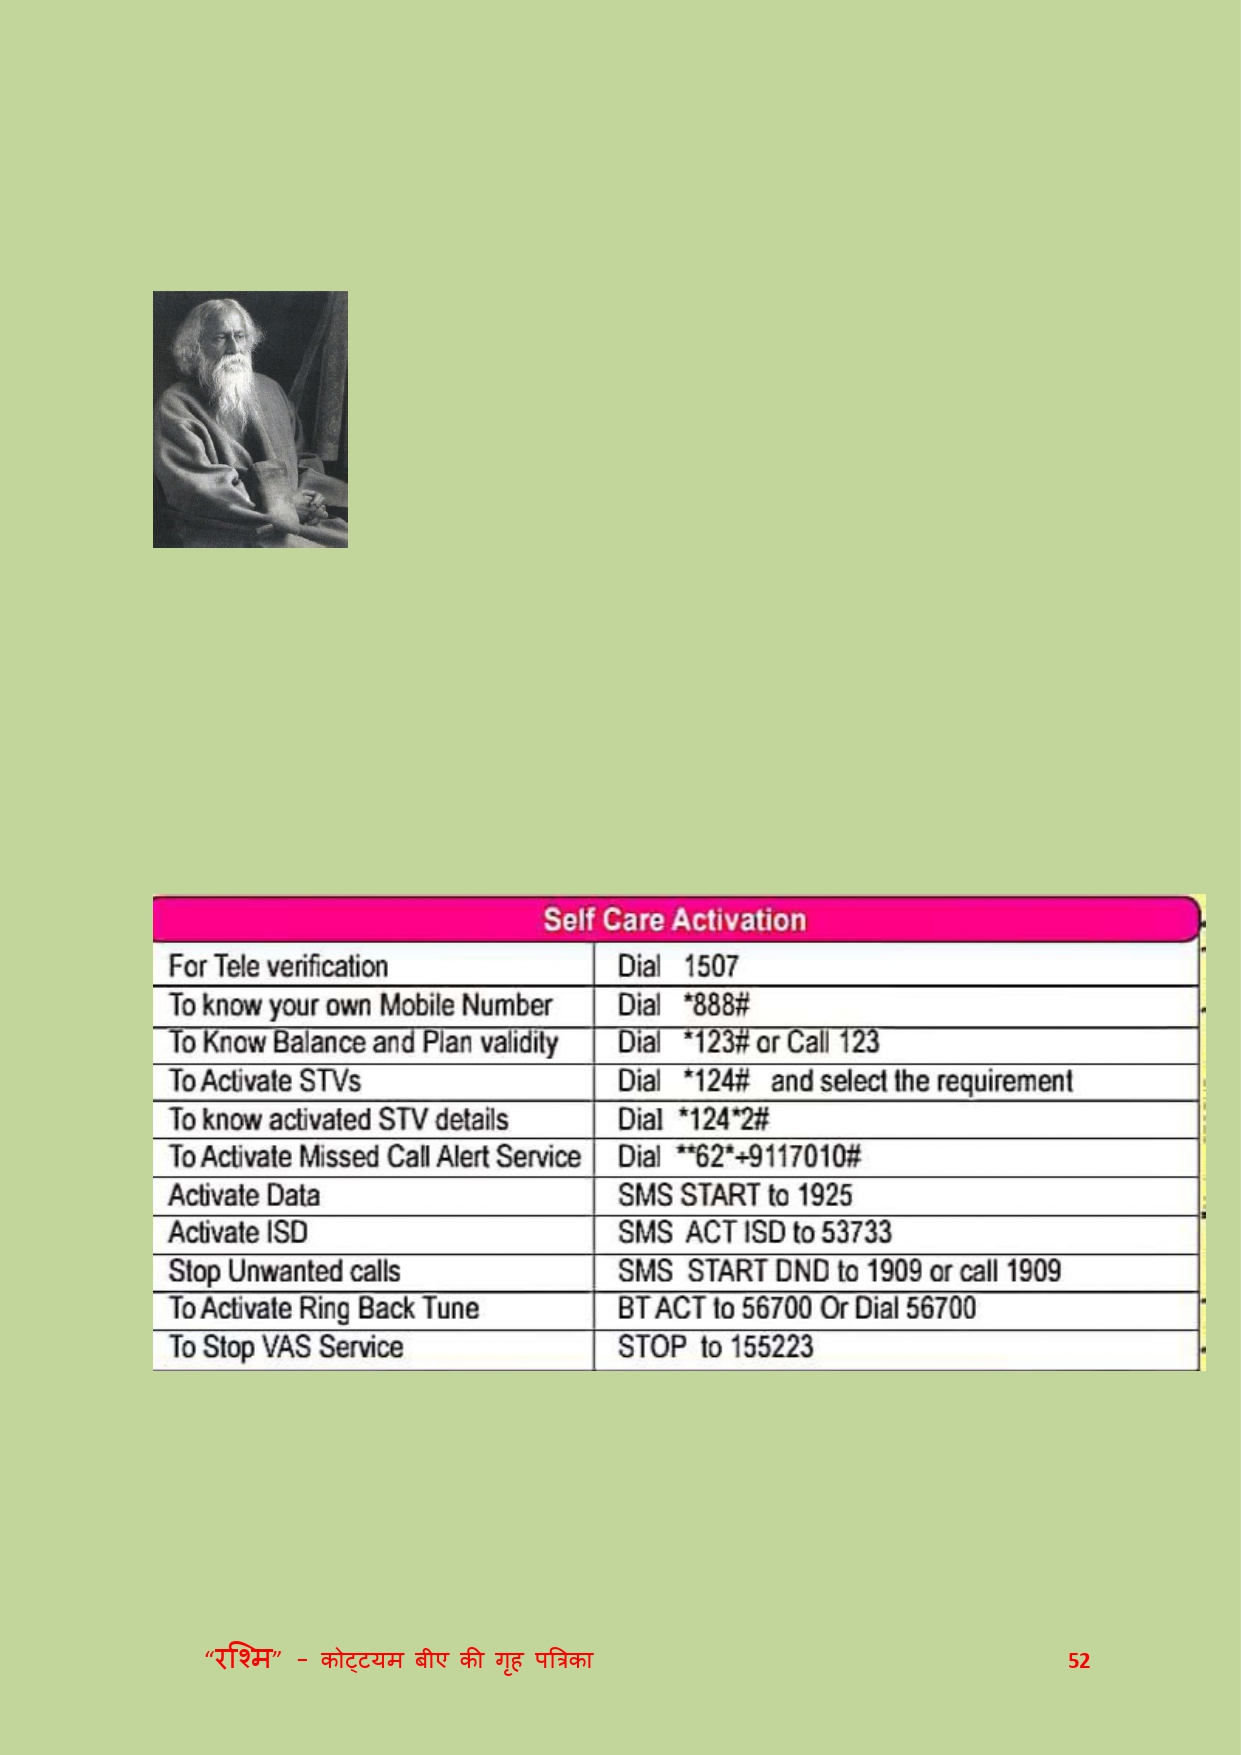 Self Care Activation
For Tele verification Dial 1507
To know your own Mobile Number Dial *888#
To Know Balance and Plan validity Dial *123# or Call 123
To Activate STVs Dial *124# and select the requirement
To know activated STV details Dial *124*2#
To Activate Missed Call Alert Service Dial **62*+9117010#
Activate Data SMS START to 1925
Activate ISD SMS ACT ISD to 53733
Stop Unwanted calls SMS START DND to 1909 or call 1909
To Activate Ring Back Tune BT ACT to 56700 Or Dial 56700
To Stop VAS Service STOP to 155223
“रश्मि” - कोट्टयम बीए की गृह पत्रिका 52